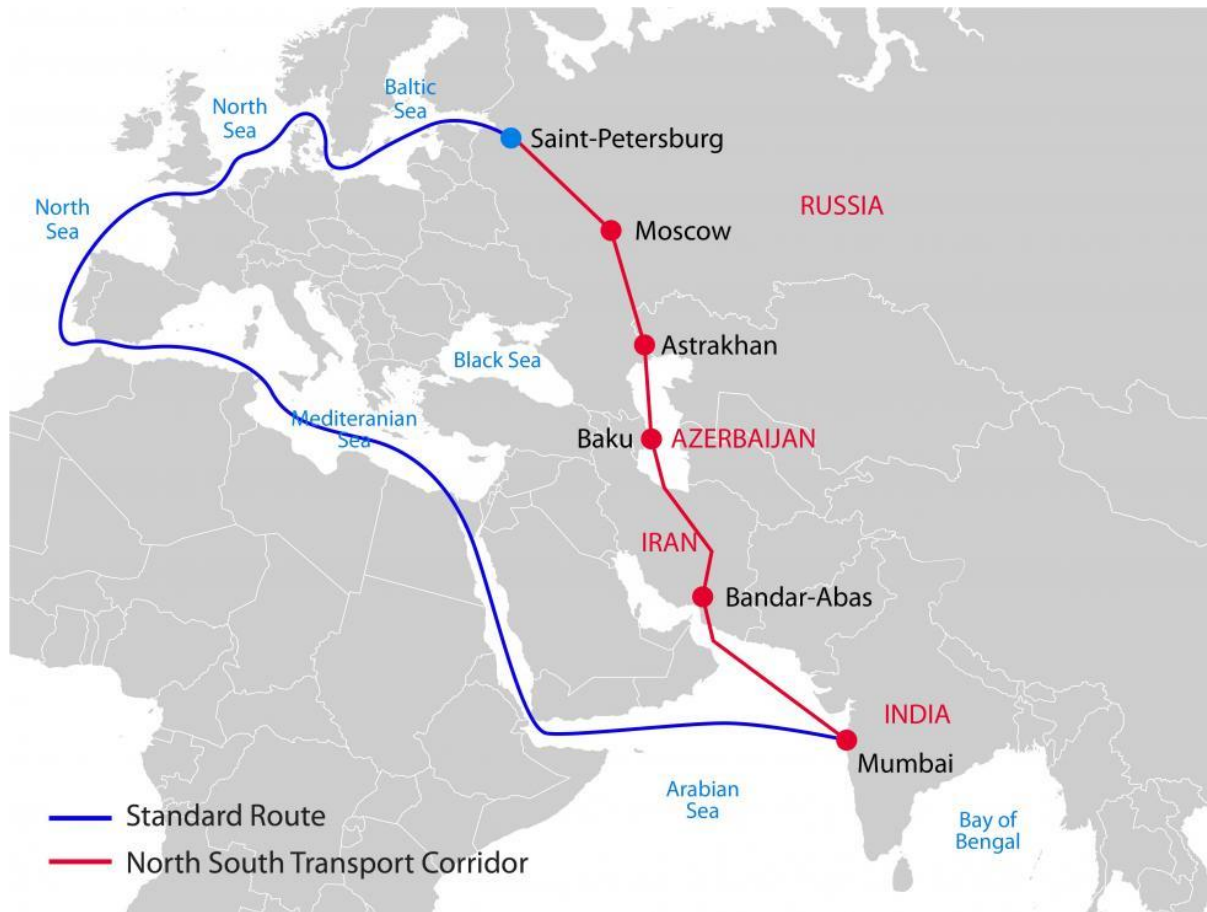 Baltic
Sea
North
Sea
Saint-Petersburg
North
Sea
RUSSIA
Moscow
Astrakhan
Black Sea
Mediteranian
Sea
Baku
AZERBAIJAN
IRAN
Bandar-Abas
INDIA
Mumbai
Arabian
Sea
Bay of
Bengal
Standard Route
North South Transport Corridor